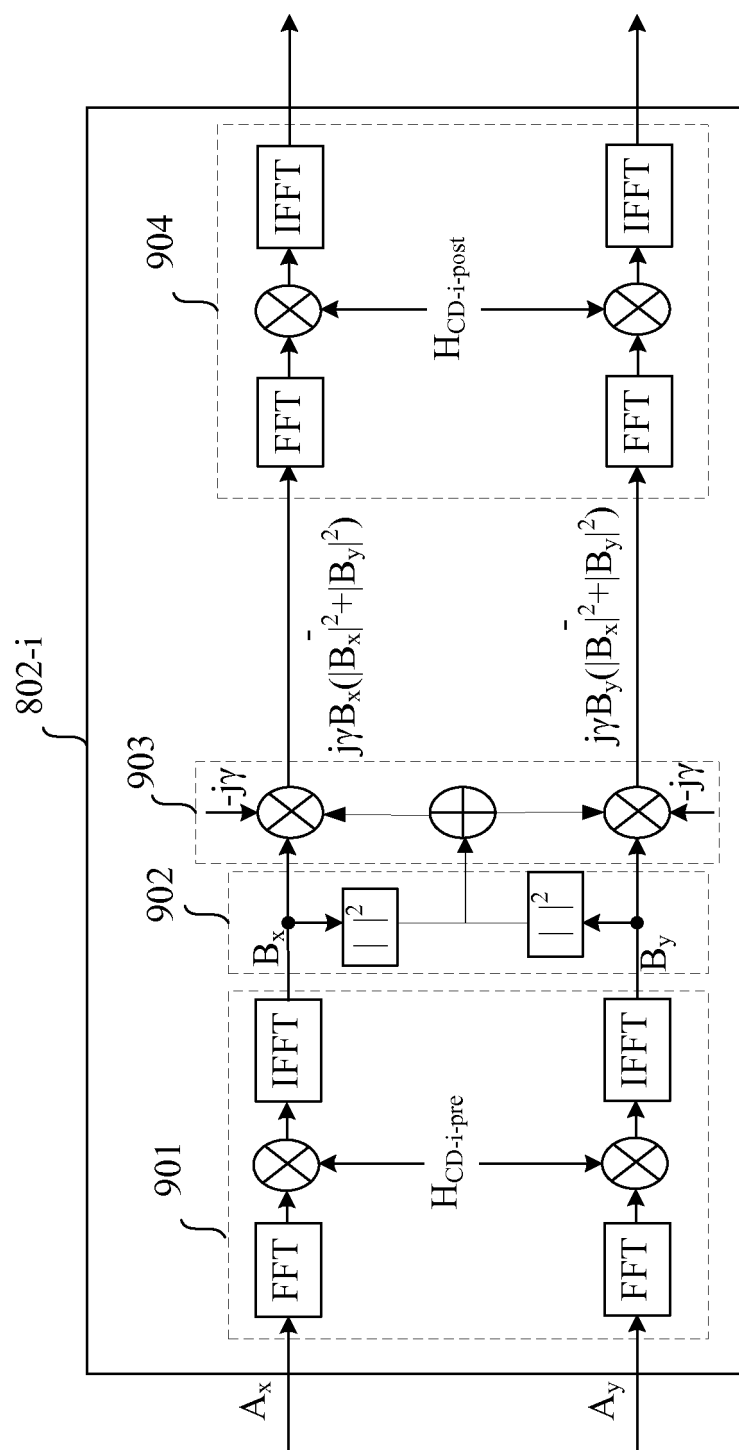 802-i
901
902
903
904
-jγ
A_x
FFT
IFFT
B_x
FFT
IFFT
jγB_x(|B_x|²+|B_y|²)
-
| |²
H_CD-i-pre
H_CD-i-post
| |²
-
jγB_y(|B_x|²+|B_y|²)
A_y
FFT
IFFT
B_y
FFT
IFFT
-jγ